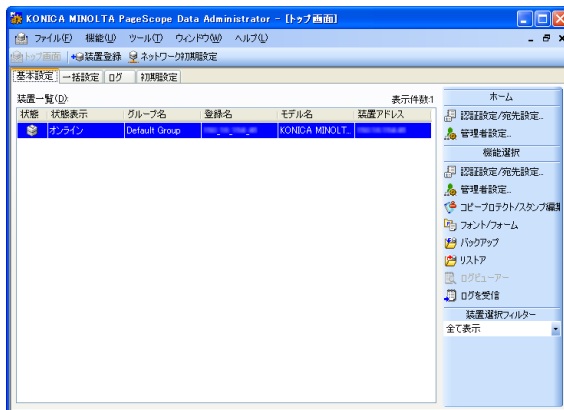 KONICA MINOLTA PageScope Data Administrator - [トップ画面]
ファイル(F) 機能(U) ツール(T) ウィンドウ(W) ヘルプ(L)
トップ画面 装置登録 ネットワーク初期設定
基本設定 一括設定 ログ 初期設定
装置一覧(D): 表示件数:1
状態 状態表示 グループ名 登録名 モデル名 装置アドレス
オンライン Default Group KONICA MINOLT...
ホーム
認証設定/宛先設定...
管理者設定...
機能選択
認証設定/宛先設定...
管理者設定...
コピープロテクト/スタンプ編集
フォント/フォーム
バックアップ
リストア
ログビューアー
ログを受信
装置選択フィルター
全て表示